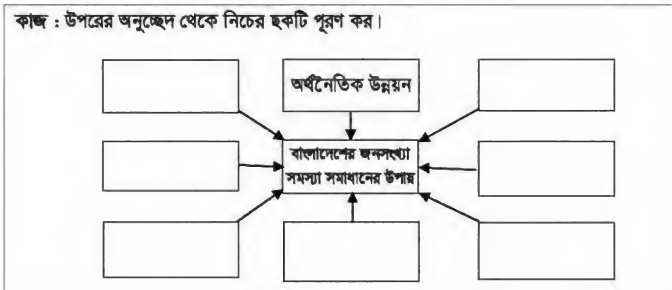 কাজ : উপরের অনুচ্ছেদ থেকে নিচের ছকটি পূরণ কর।
অর্থনৈতিক উন্নয়ন
বাংলাদেশের জনসংখ্যা
সমস্যা সমাধানের উপায়